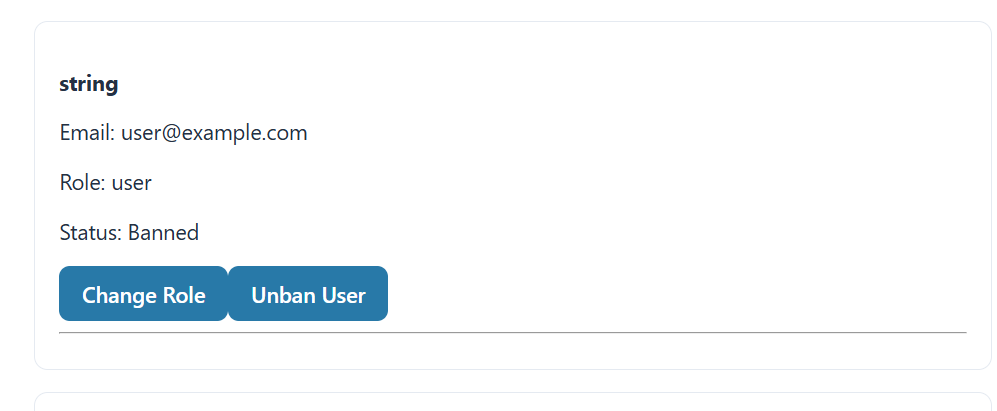 string
Email: user@example.com
Role: user
Status: Banned
Change Role Unban User